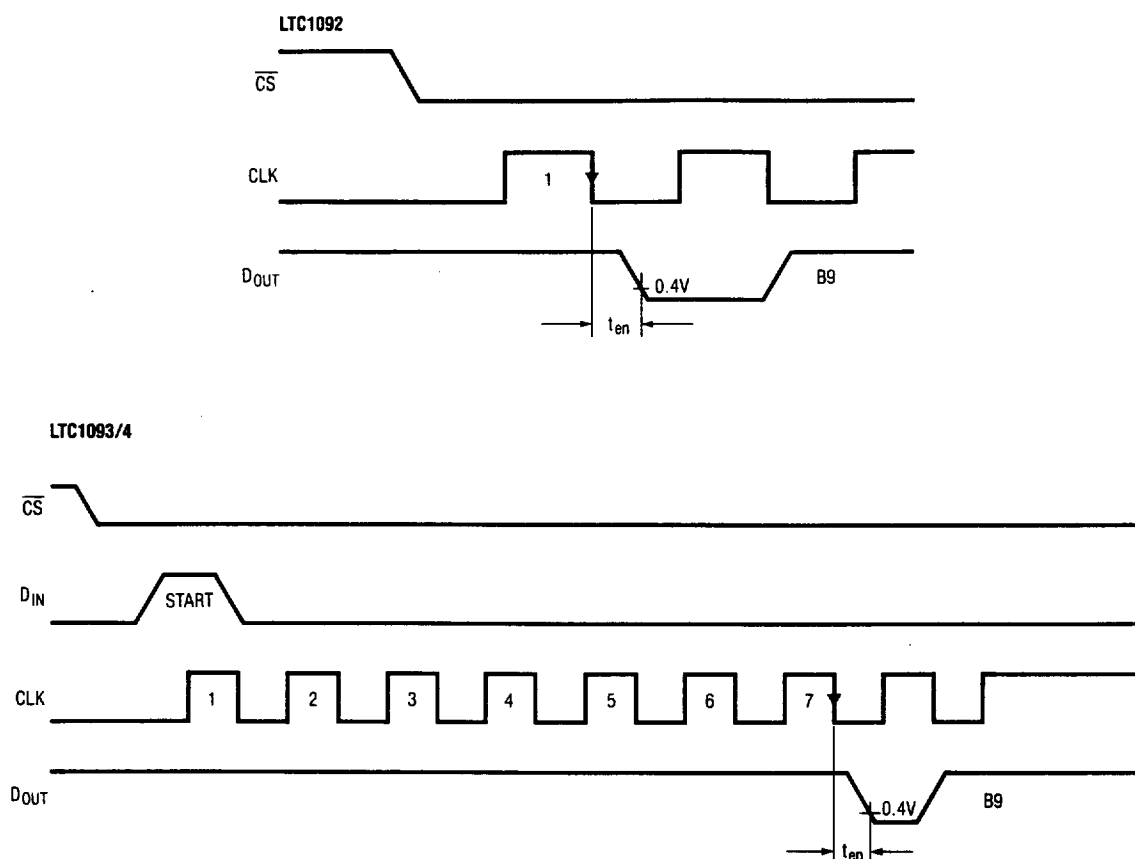 LTC1092
CS
CLK
1
DOUT
0.4V
B9
ten
LTC1093/4
CS
DIN
START
CLK
1 2 3 4 5 6 7
DOUT
0.4V
B9
ten